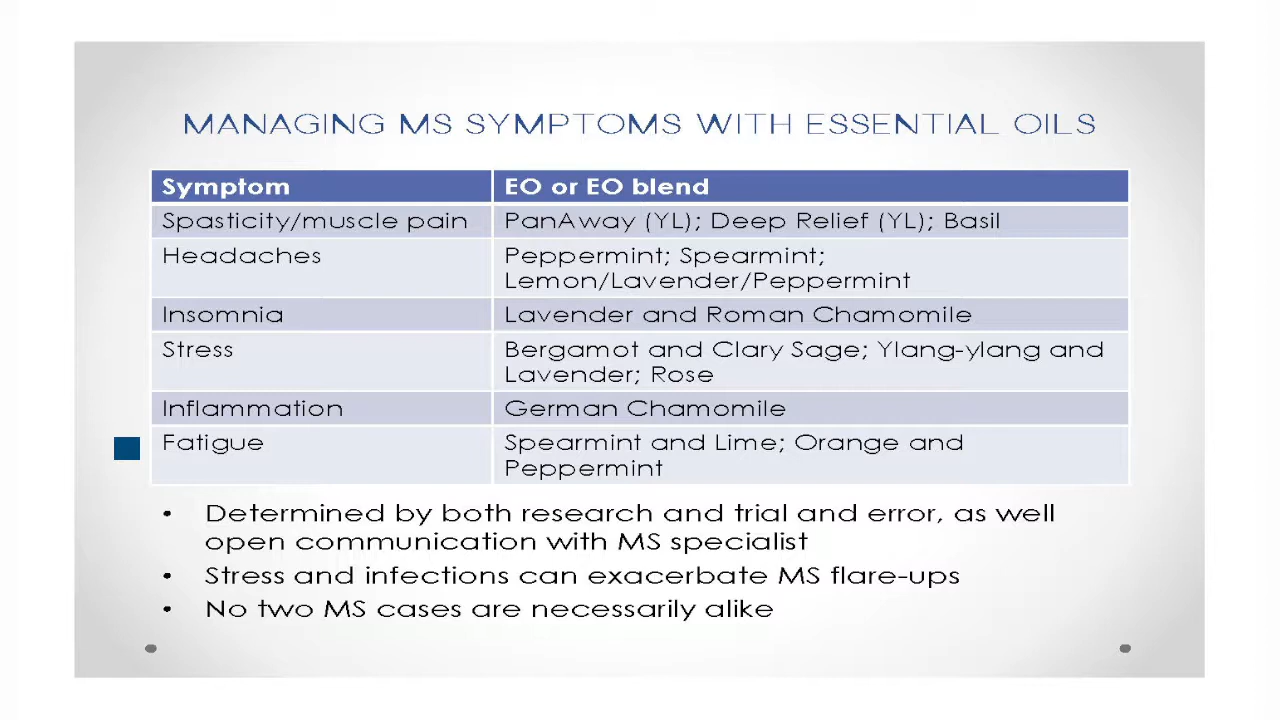 MANAGING MS SYMPTOMS WITH ESSENTIAL OILS
Symptom EO or EO blend
Spasticity/muscle pain PanAway (YL); Deep Relief (YL); Basil
Headaches Peppermint; Spearmint;
Lemon/Lavender/Peppermint
Insomnia Lavender and Roman Chamomile
Stress Bergamot and Clary Sage; Ylang-ylang and
Lavender; Rose
Inflammation German Chamomile
Fatigue Spearmint and Lime; Orange and
Peppermint
• Determined by both research and trial and error, as well
open communication with MS specialist
• Stress and infections can exacerbate MS flare-ups
• No two MS cases are necessarily alike